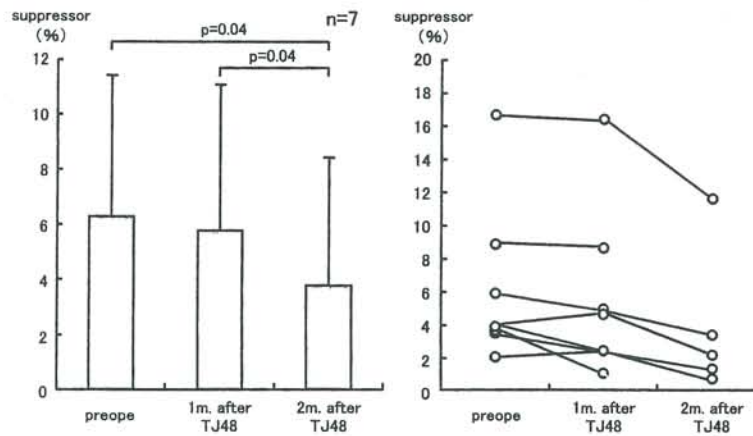 suppressor
(%)
n=7
p=0.04
p=0.04
12
10
8
6
4
2
0
preope
1m. after
TJ48
2m. after
TJ48
suppressor
(%)
20
18
16
14
12
10
8
6
4
2
0
preope
1m. after
TJ48
2m. after
TJ48